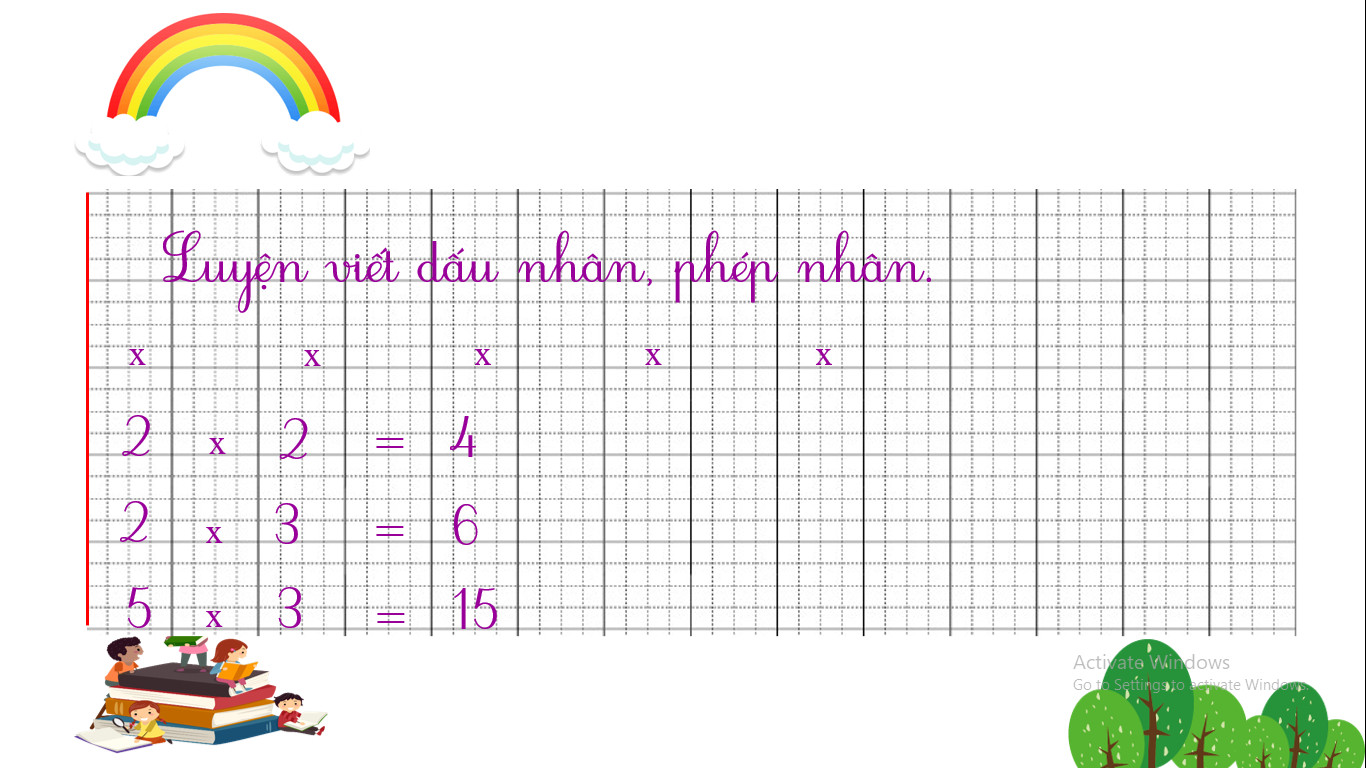 Luyện viết dấu nhân, phép nhân.
x x x x x
2 x 2 = 4
2 x 3 = 6
5 x 3 = 15
Activate Windows
Go to Settings to activate Windows.